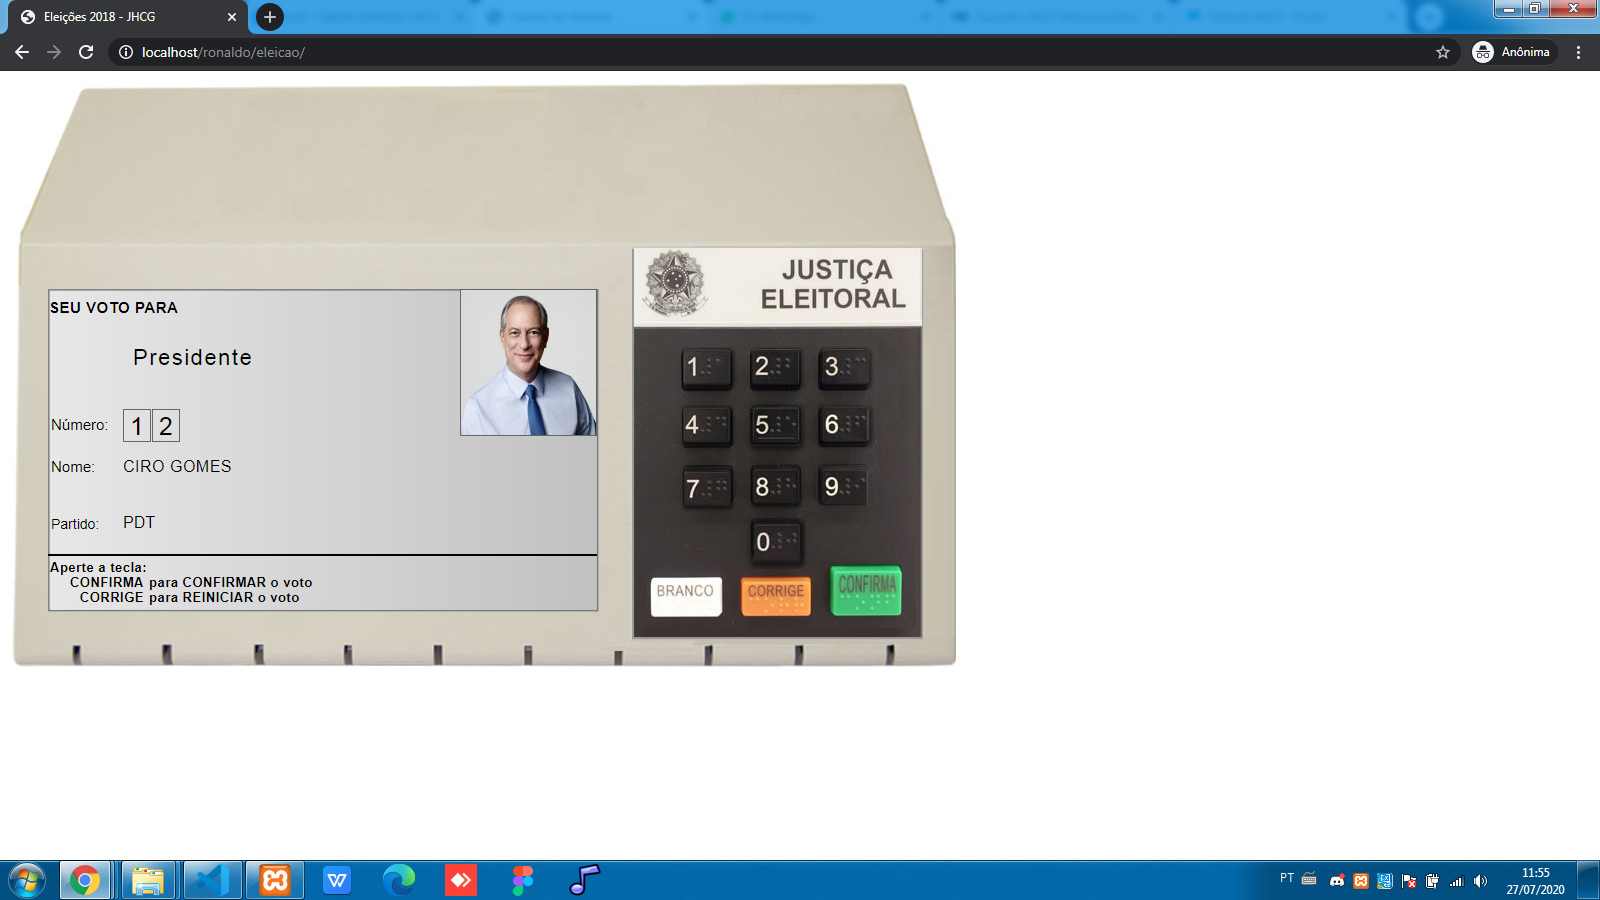 Eleições 2018 - JHCG
localhost/ronaldo/eleicao/
Anônima
JUSTIÇA
ELEITORAL
SEU VOTO PARA
Presidente
Número: 1 2
Nome: CIRO GOMES
Partido: PDT
Aperte a tecla:
CONFIRMA para CONFIRMAR o voto
CORRIGE para REINICIAR o voto
1 2 3
4 5 6
7 8 9
0
BRANCO CORRIGE CONFIRMA
PT
11:55
27/07/2020